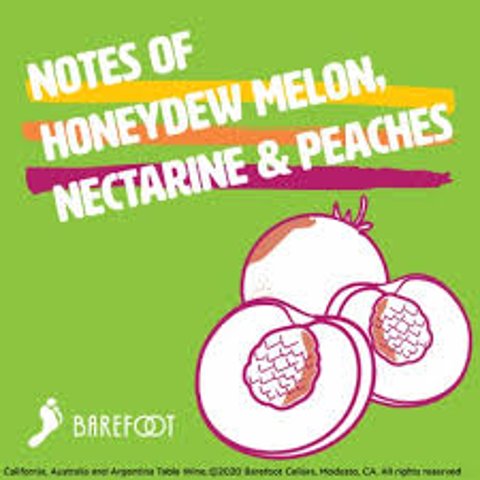 NOTES OF
HONEYDEW MELON,
NECTARINE & PEACHES
BAREFOOT
California, Australia and Argentina Table Wine, ©2020 Barefoot Cellars, Modesto, CA. All rights reserved